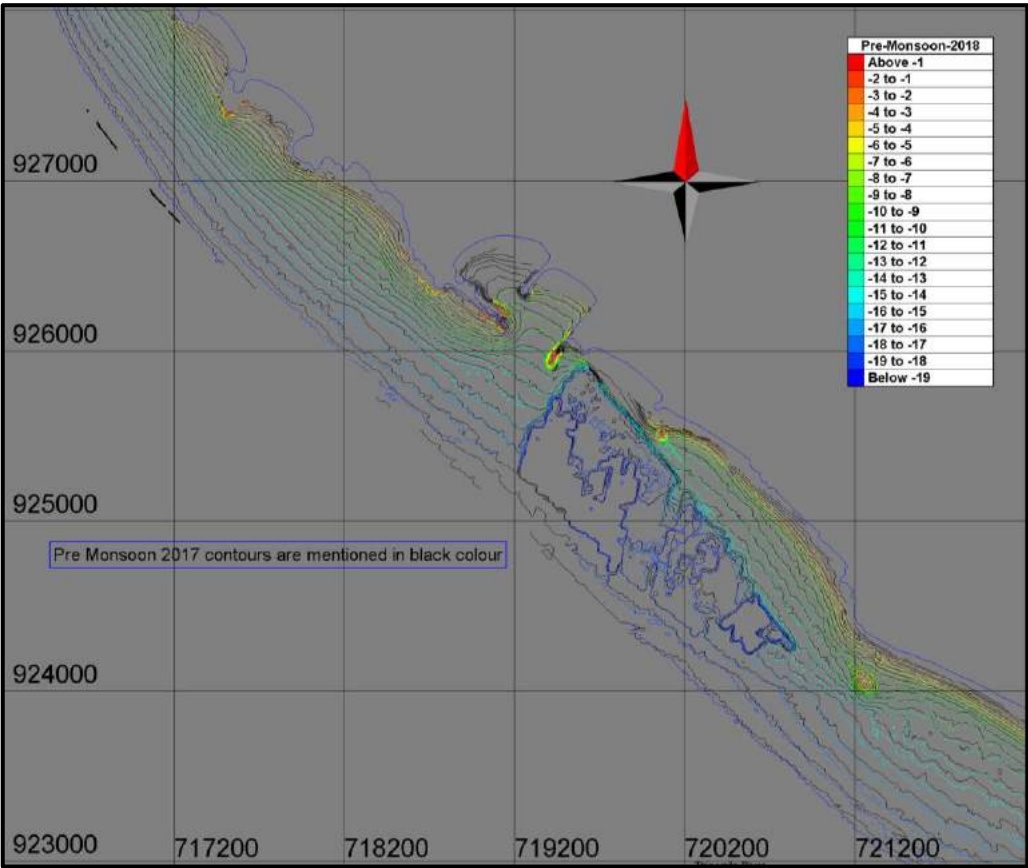 Pre-Monsoon-2018
Above -1
-2 to -1
-3 to -2
-4 to -3
-5 to -4
-6 to -5
-7 to -6
-8 to -7
-9 to -8
-10 to -9
-11 to -10
-12 to -11
-13 to -12
-14 to -13
-15 to -14
-16 to -15
-17 to -16
-18 to -17
-19 to -18
Below -19
927000
926000
925000
Pre Monsoon 2017 contours are mentioned in black colour
924000
923000
717200
718200
719200
720200
721200